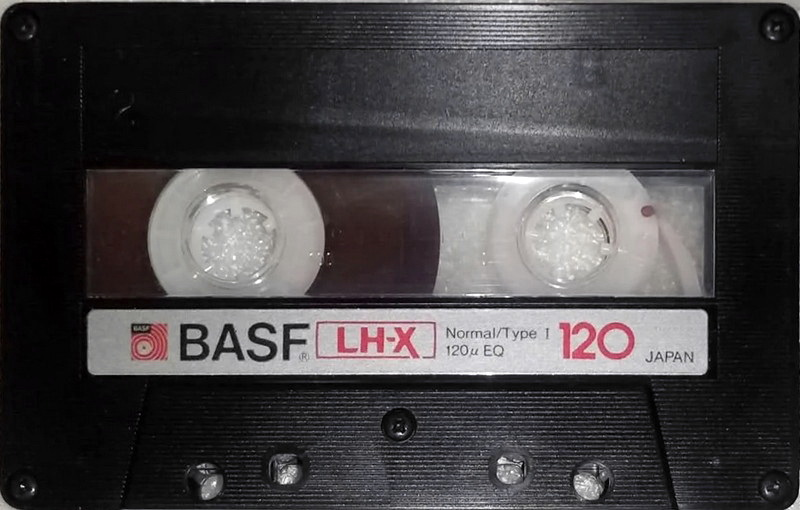 BASF BASF® LH-X Normal/Type I 120 JAPAN
120µ EQ